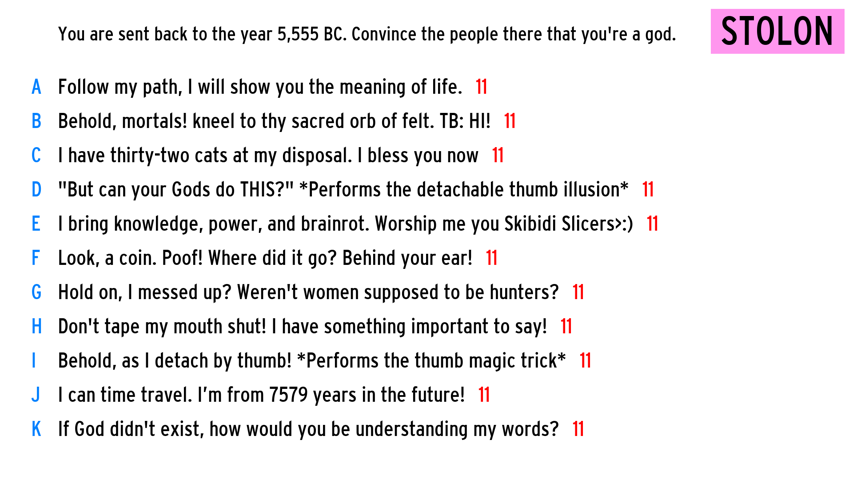 You are sent back to the year 5,555 BC. Convince the people there that you're a god.
STOLON
A Follow my path, I will show you the meaning of life. 11
B Behold, mortals! kneel to thy sacred orb of felt. TB: HI! 11
C I have thirty-two cats at my disposal. I bless you now 11
D "But can your Gods do THIS?" *Performs the detachable thumb illusion* 11
E I bring knowledge, power, and brainrot. Worship me you Skibidi Slicers>:) 11
F Look, a coin. Poof! Where did it go? Behind your ear! 11
G Hold on, I messed up? Weren't women supposed to be hunters? 11
H Don't tape my mouth shut! I have something important to say! 11
I Behold, as I detach by thumb! *Performs the thumb magic trick* 11
J I can time travel. I’m from 7579 years in the future! 11
K If God didn't exist, how would you be understanding my words? 11